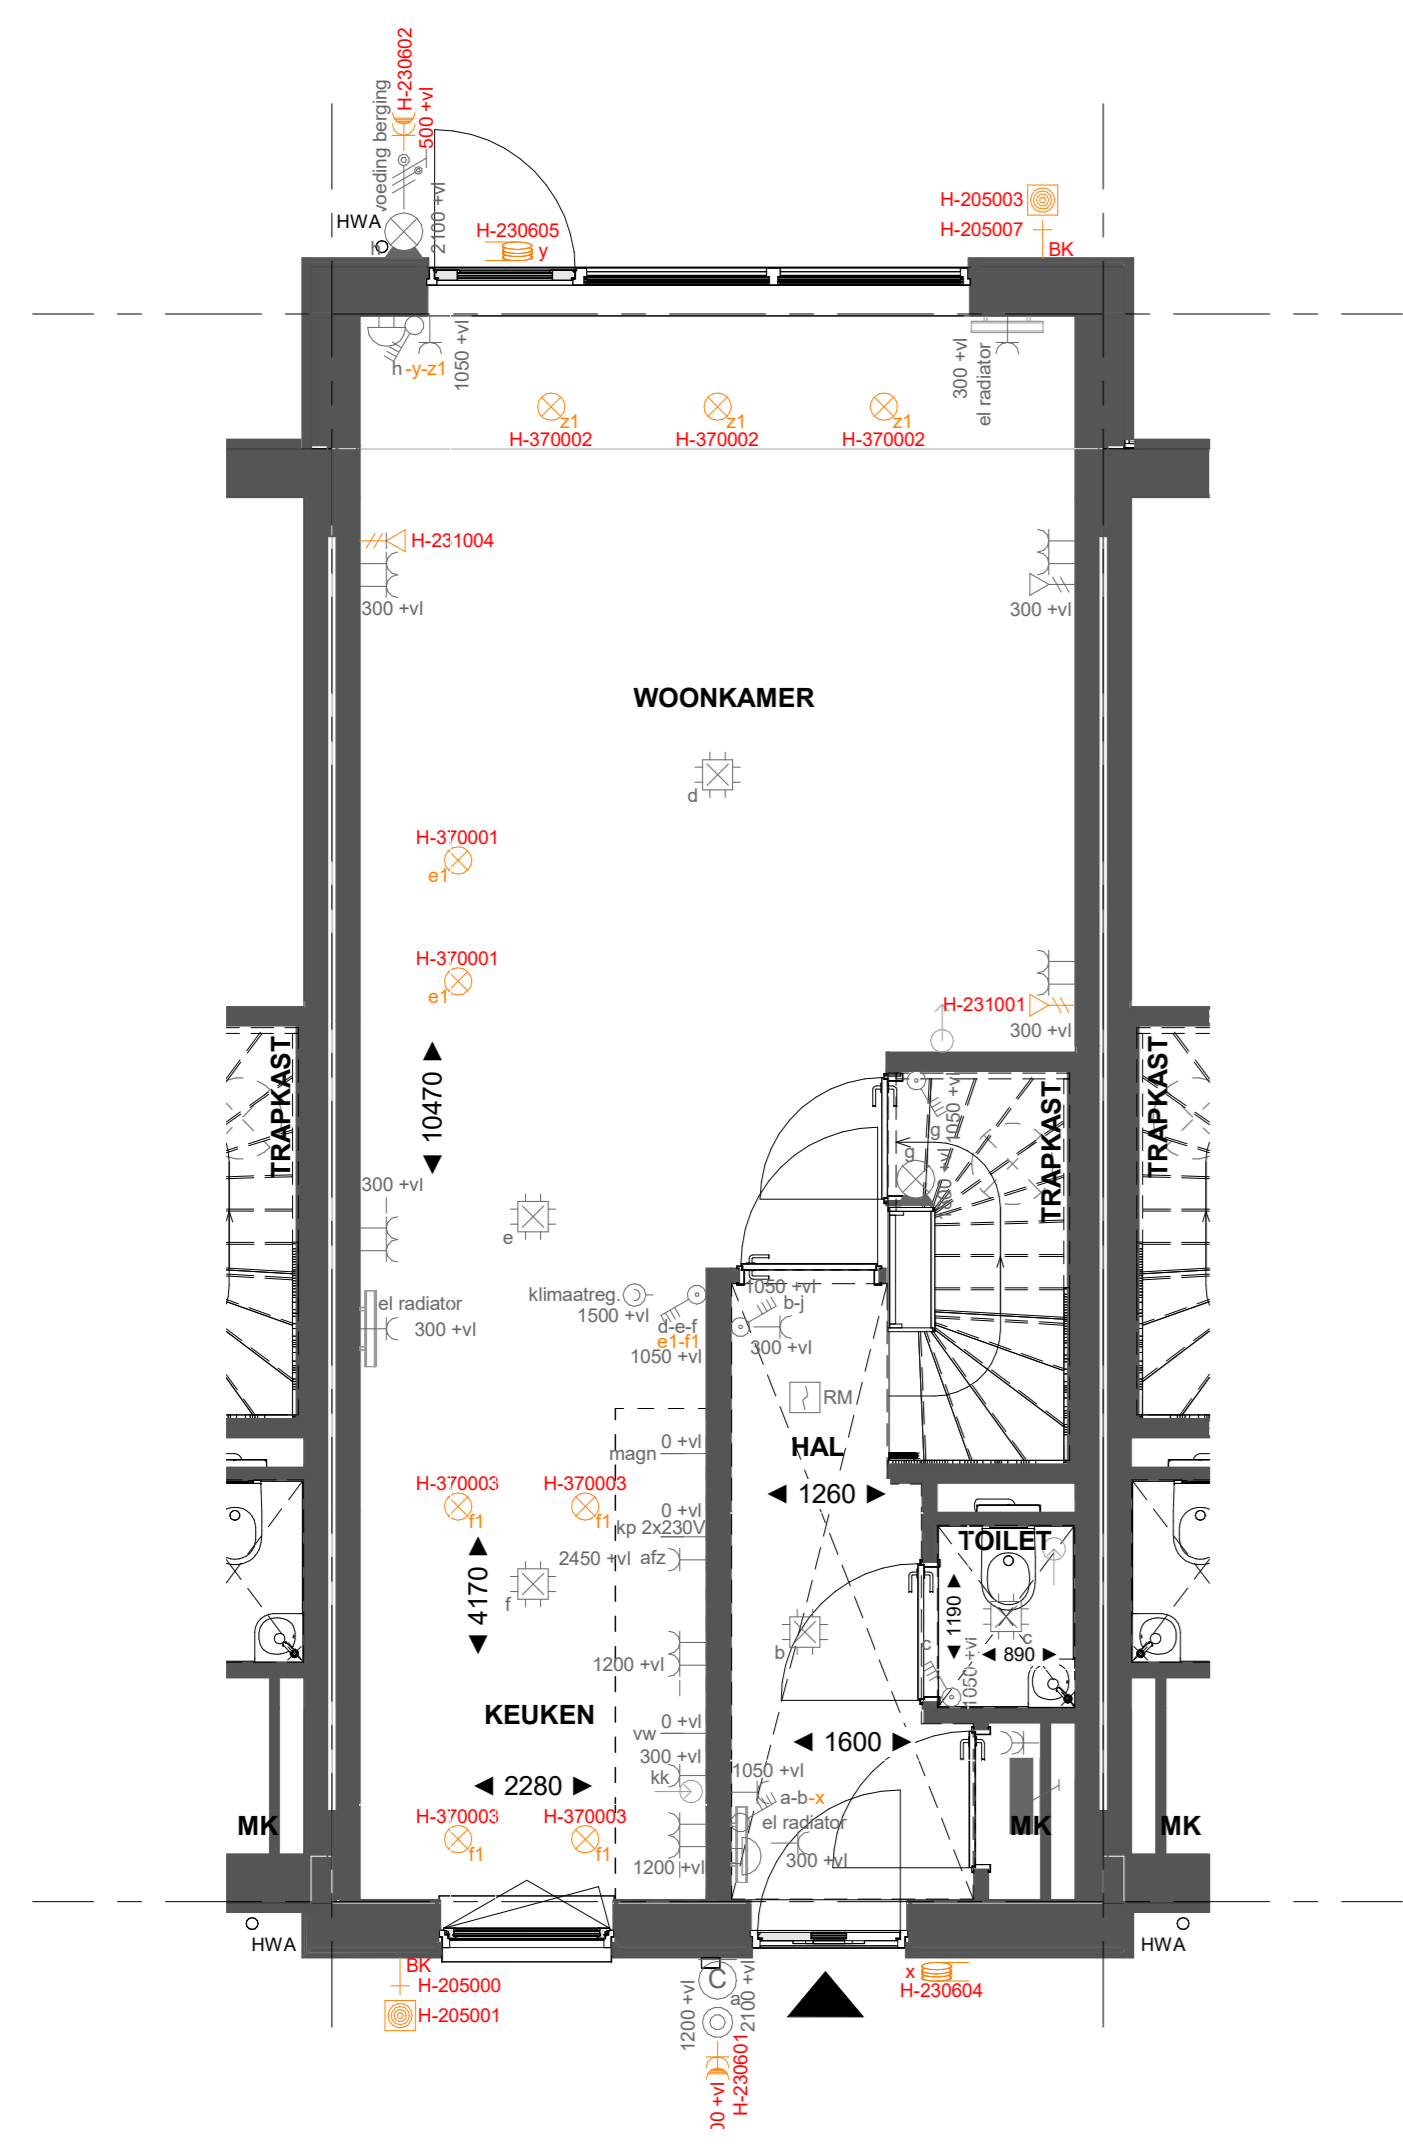 H-230602
500 +vl
voeding berging
HWA
h
2100 +vl
H-230605
y
H-205003
H-205007
BK
h -y-z1
1050 +vl
300 +vl
el radiator
z1
H-370002
z1
H-370002
z1
H-370002
H-231004
300 +vl
300 +vl
WOONKAMER
d
H-370001
e1
H-370001
e1
H-231001
300 +vl
◄ 10470 ►
TRAPKAST
TRAPKAST
TRAPKAST
1050 +vl
g
g
300 +vl
e
el radiator
300 +vl
klimaatreg.
1500 +vl
d-e-f
e1-f1
1050 +vl
1050 +vl
b-j
300 +vl
RM
HAL
◄ 1260 ►
0 +vl
magn
0 +vl
kp 2x230V
2450 +vl afz
H-370003
f1
H-370003
f1
◄ 4170 ►
f
TOILET
◄ 1190 ►
◄ 890 ►
c
c
1050 +vl
b
1200 +vl
KEUKEN
0 +vl
vw
300 +vl
kk
◄ 1600 ►
◄ 2280 ►
1050 +vl
a-b-x
el radiator
300 +vl
H-370003
f1
H-370003
f1
1200 +vl
MK
MK
MK
HWA
HWA
BK
H-205000
H-205001
C
a
1200 +vl
2100 +vl
x
H-230604
H-230601
00 +vl